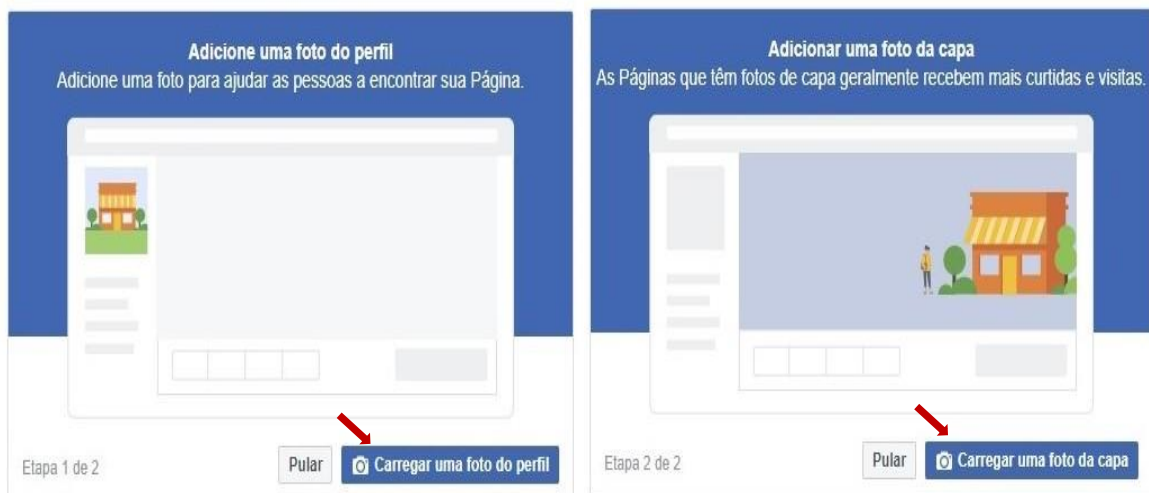 Adicione uma foto do perfil
Adicione uma foto para ajudar as pessoas a encontrar sua Página.
Etapa 1 de 2
Pular
Carregar uma foto do perfil
Adicionar uma foto da capa
As Páginas que têm fotos de capa geralmente recebem mais curtidas e visitas.
Etapa 2 de 2
Pular
Carregar uma foto da capa